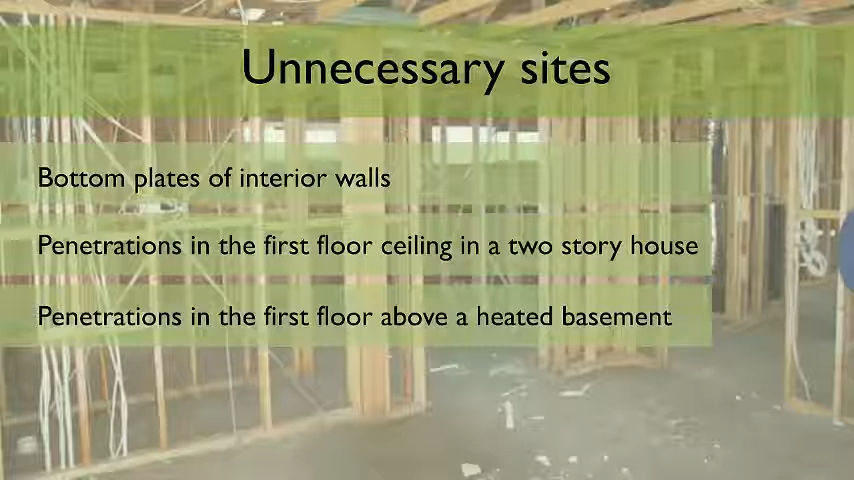 Unnecessary sites
Bottom plates of interior walls
Penetrations in the first floor ceiling in a two story house
Penetrations in the first floor above a heated basement